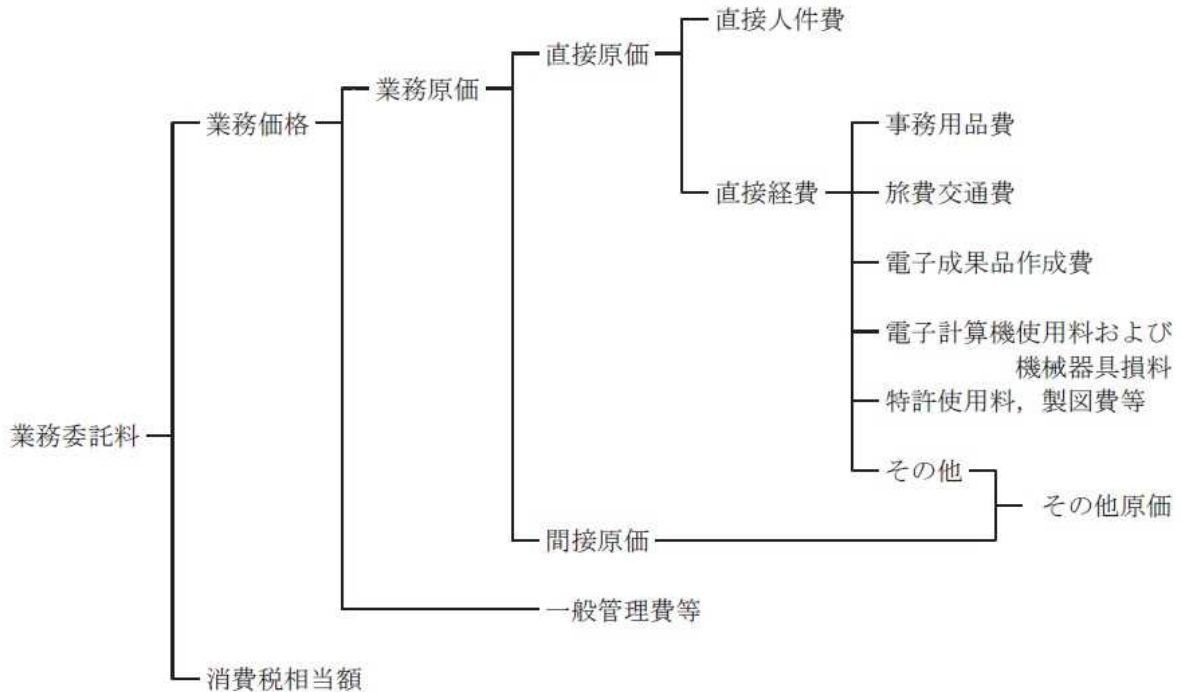 直接人件費
直接原価
業務原価
業務価格
事務用品費
直接経費
旅費交通費
電子成果品作成費
電子計算機使用料および
機械器具損料
特許使用料，製図費等
業務委託料
その他
その他原価
間接原価
一般管理費等
消費税相当額